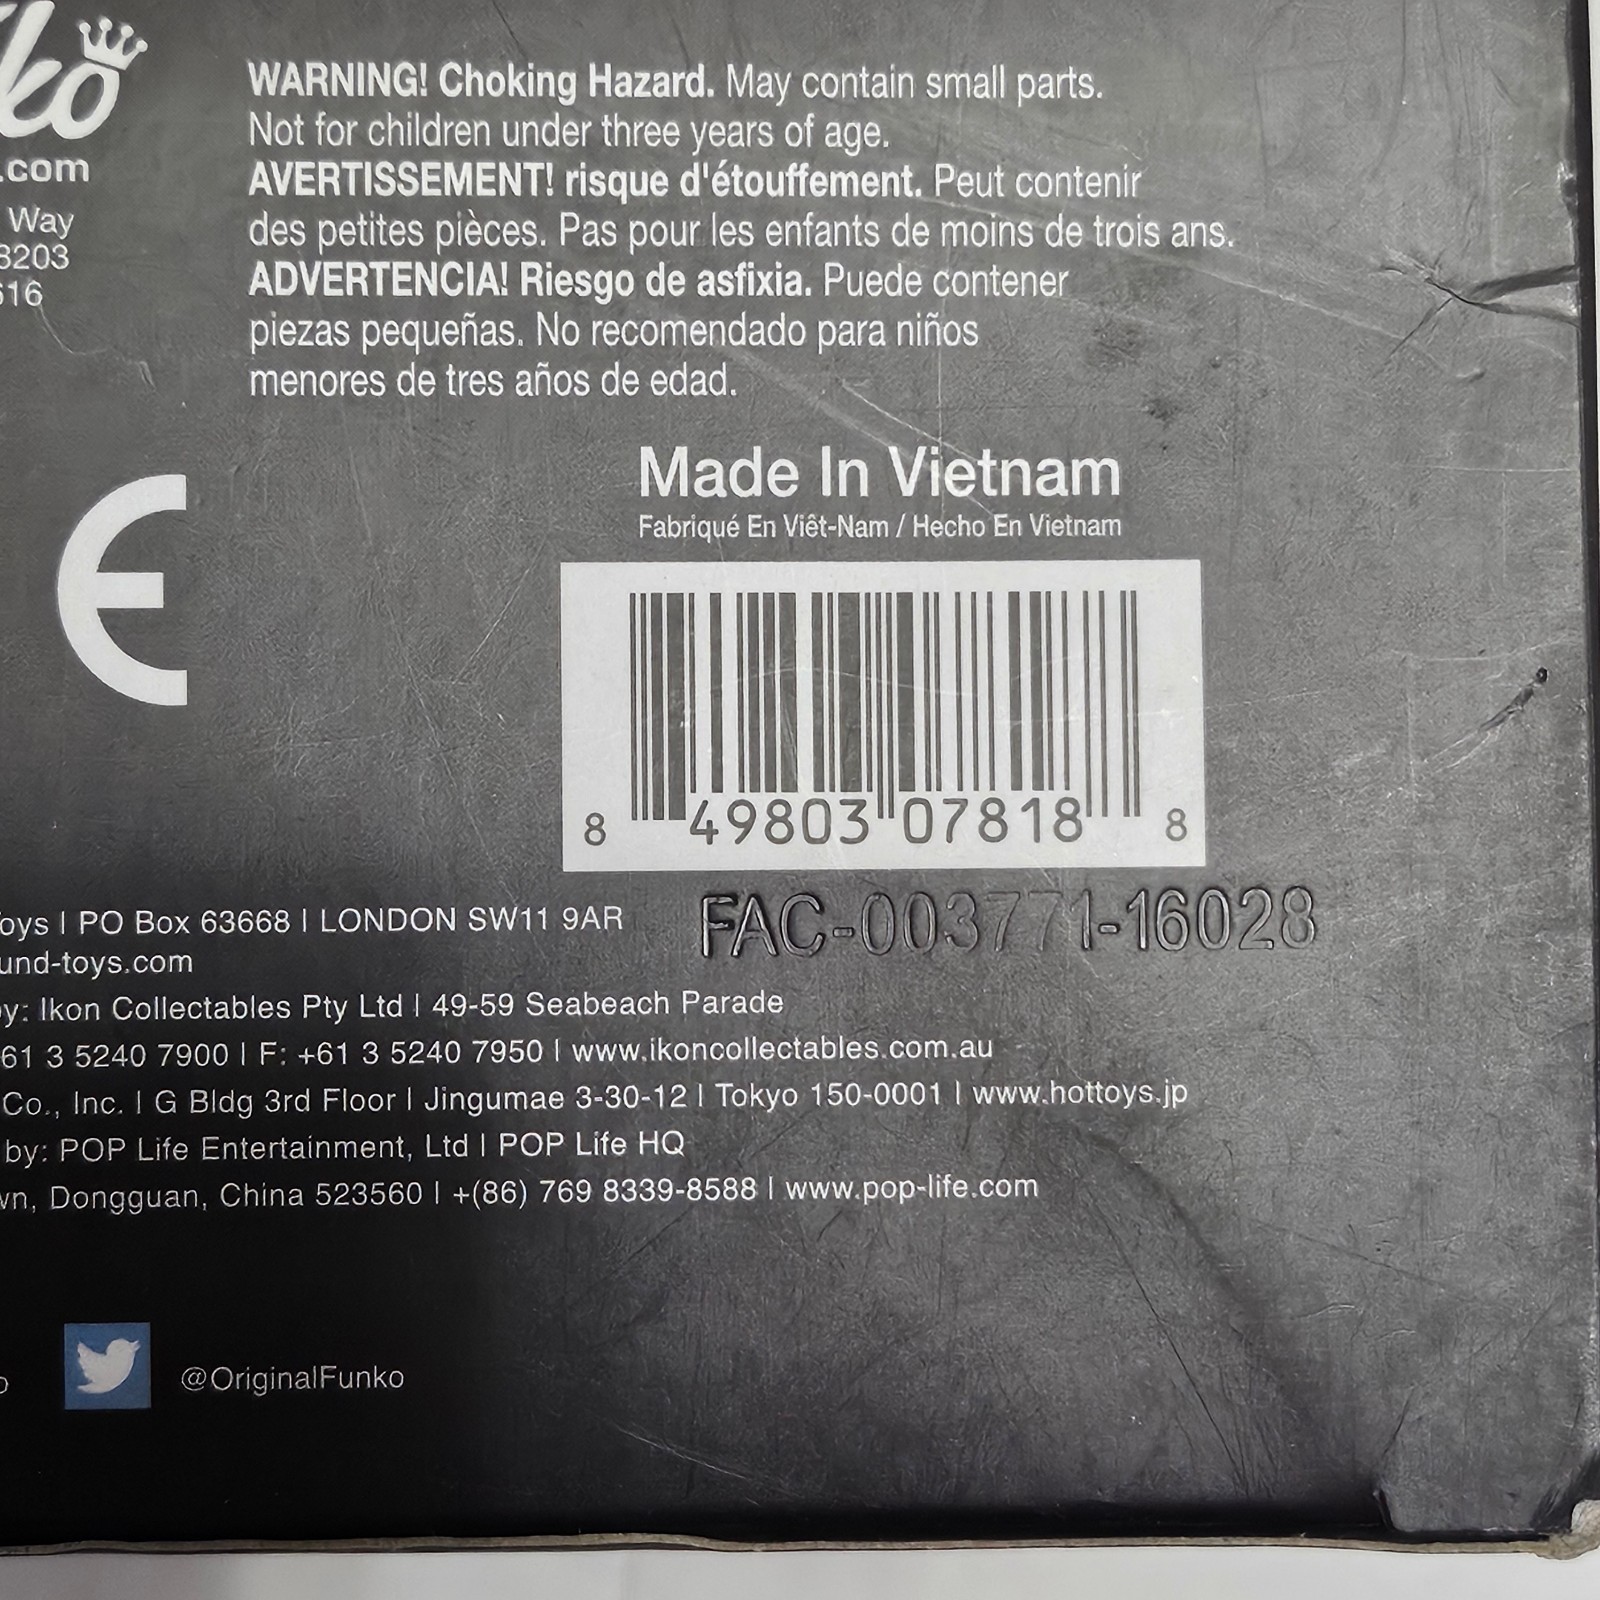 .com
Way
WARNING! Choking Hazard. May contain small parts.
Not for children under three years of age.
AVERTISSEMENT! risque d'étouffement. Peut contenir
des petites pièces. Pas pour les enfants de moins de trois ans.
ADVERTENCIA! Riesgo de asfixia. Puede contener
piezas pequeñas. No recomendado para niños
menores de tres años de edad.
CE
Made In Vietnam
Fabriqué En Viêt-Nam / Hecho En Vietnam
8 49803 07818 8
FAC-003771-16028
oys | PO Box 63668 | LONDON SW11 9AR
und-toys.com
y: Ikon Collectables Pty Ltd | 49-59 Seabeach Parade
61 3 5240 7900 | F: +61 3 5240 7950 | www.ikoncollectables.com.au
Co., Inc. | G Bldg 3rd Floor | Jingumae 3-30-12 | Tokyo 150-0001 | www.hottoys.jp
by: POP Life Entertainment, Ltd | POP Life HQ
wn, Dongguan, China 523560 | +(86) 769 8339-8588 | www.pop-life.com
@OriginalFunko